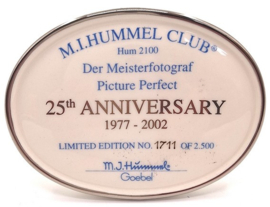 M.I.HUMMEL CLUB®
Hum 2100
Der Meisterfotograf
Picture Perfect
25th ANNIVERSARY
1977 - 2002
LIMITED EDITION NO. 1711 OF 2.500
M.J.Hummel
Goebel